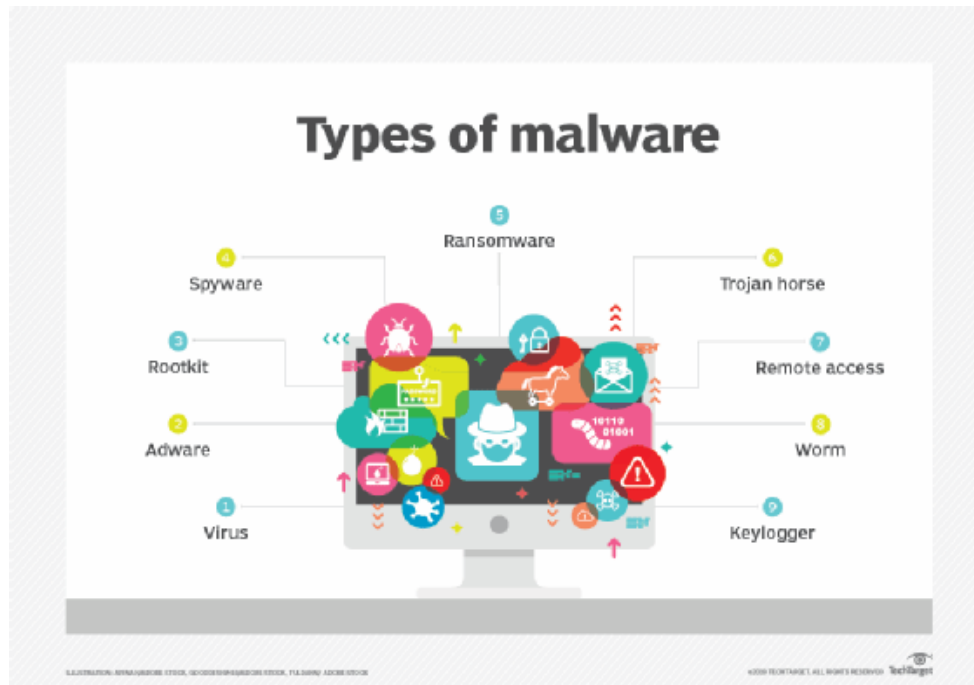 Types of malware
5
Ransomware
4
Spyware
6
Trojan horse
3
Rootkit
7
Remote access
2
Adware
8
Worm
1
Virus
9
Keylogger
10110
01001
TechTarget